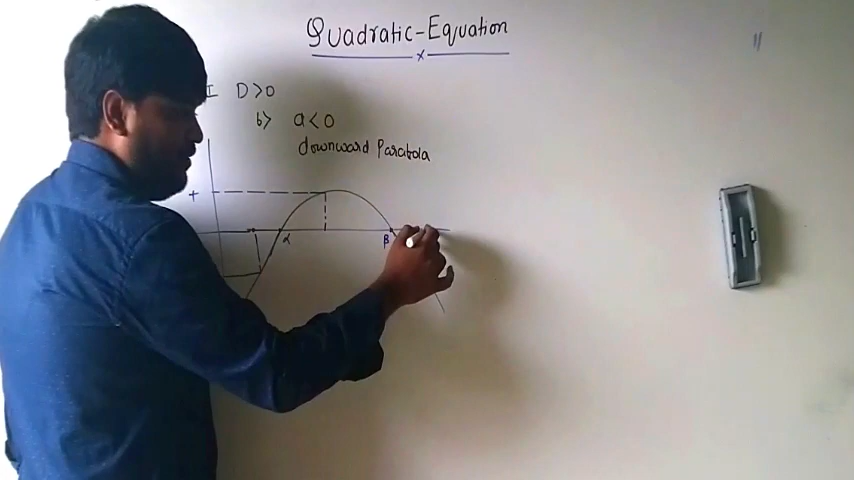 Quadratic-Equation
x
I D>0
b> a<0
downward Parabola
+
α β